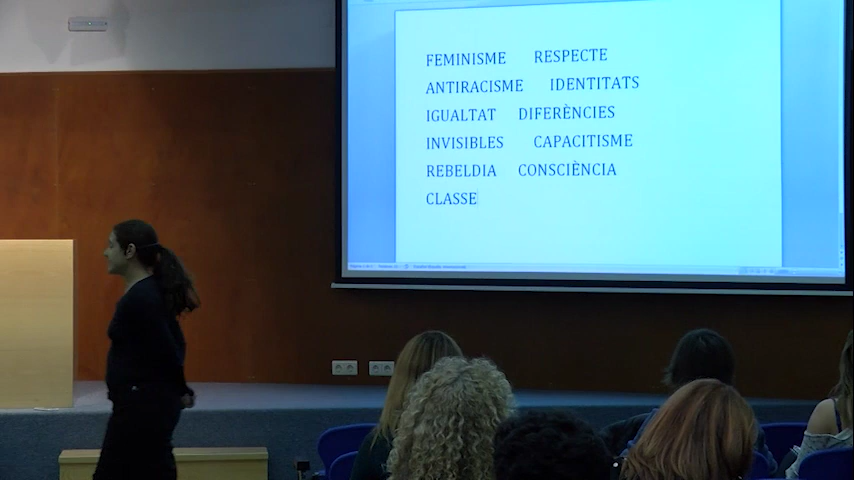 FEMINISME RESPECTE
ANTIRACISME IDENTITATS
IGUALTAT DIFERÈNCIES
INVISIBLES CAPACITISME
REBELDIA CONSCIÈNCIA
CLASSE